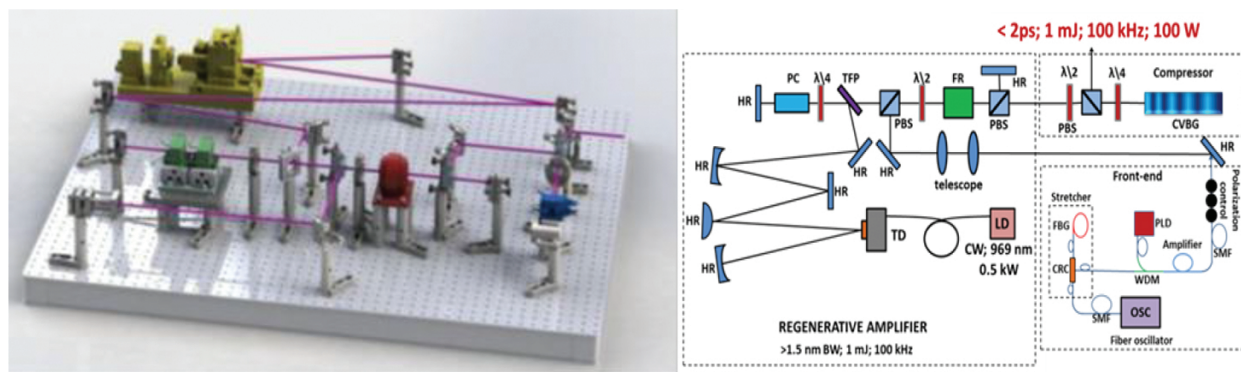 < 2ps; 1 mJ; 100 kHz; 100 W
λ\4 TFP λ\2 FR HR
HR PC
PBS PBS
λ\2 λ\4 Compressor
PBS CVBG
HR HR HR
HR
telescope
HR
HR
HR
TD LD
CW; 969 nm
0.5 kW
HR
REGENERATIVE AMPLIFIER
>1.5 nm BW; 1 mJ; 100 kHz
Front-end
Polarization
control
Stretcher
FBG PLD
Amplifier
SMF
CRC WDM
SMF OSC
Fiber oscillator